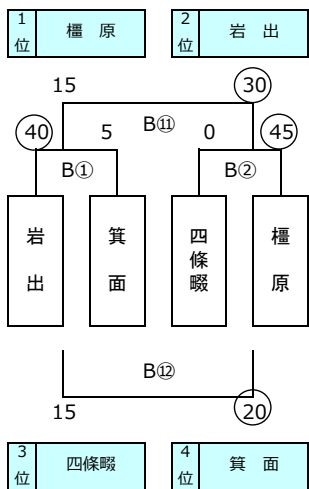 1位 橿原 2位 岩出
15 30
B⑪
40 5 0 45
B① B②
岩出 箕面 四條畷 橿原
B⑫
15 20
3位 四條畷 4位 箕面